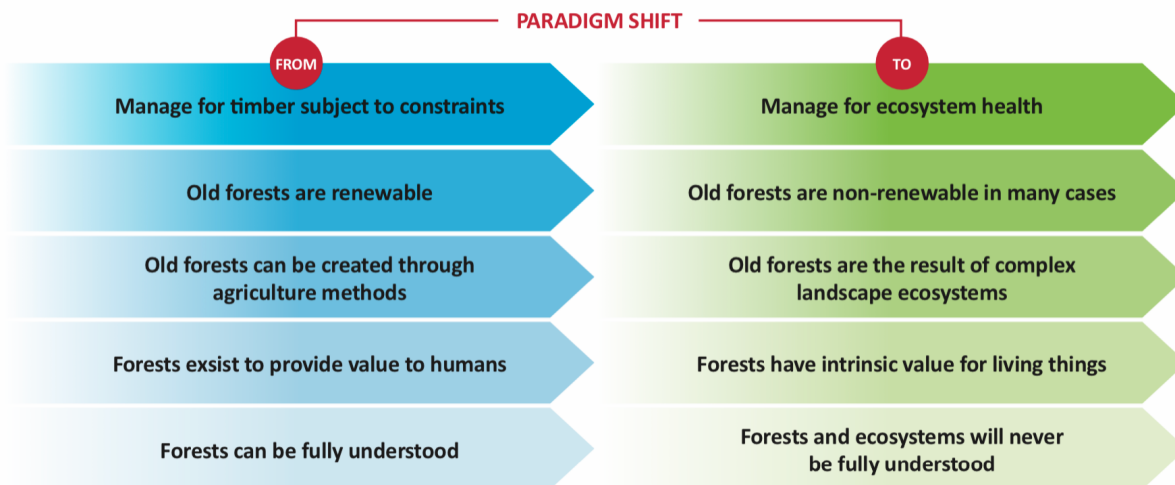 PARADIGM SHIFT
FROM
TO
Manage for timber subject to constraints
Manage for ecosystem health
Old forests are renewable
Old forests are non-renewable in many cases
Old forests can be created through
agriculture methods
Old forests are the result of complex
landscape ecosystems
Forests exsist to provide value to humans
Forests have intrinsic value for living things
Forests can be fully understood
Forests and ecosystems will never
be fully understood